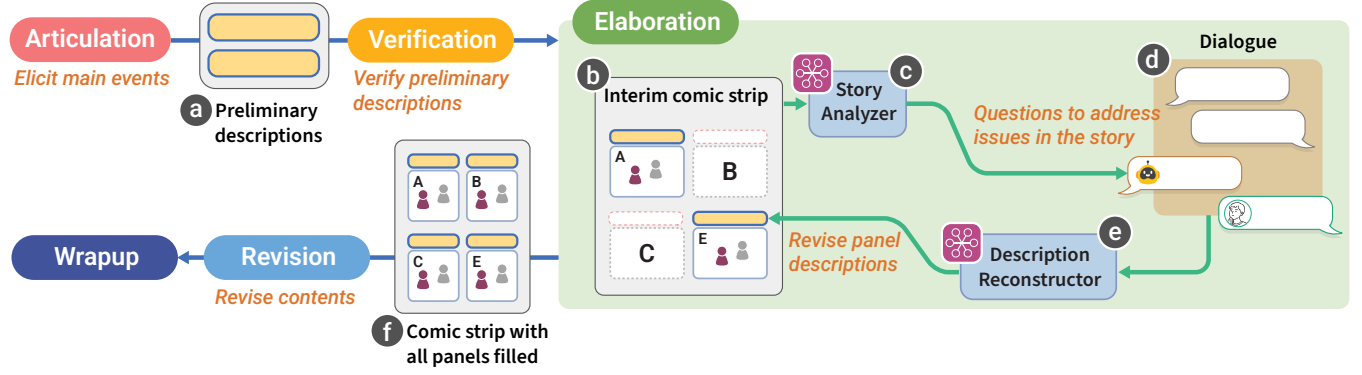 Articulation
Elicit main events
a
Preliminary
descriptions
Verification
Verify preliminary
descriptions
Elaboration
b
Interim comic strip
A
B
C
E
c
Story
Analyzer
Questions to address
issues in the story
Dialogue
d
e
Description
Reconstructor
Revise panel
descriptions
f
Comic strip with
all panels filled
A
B
C
E
Revision
Revise contents
Wrapup